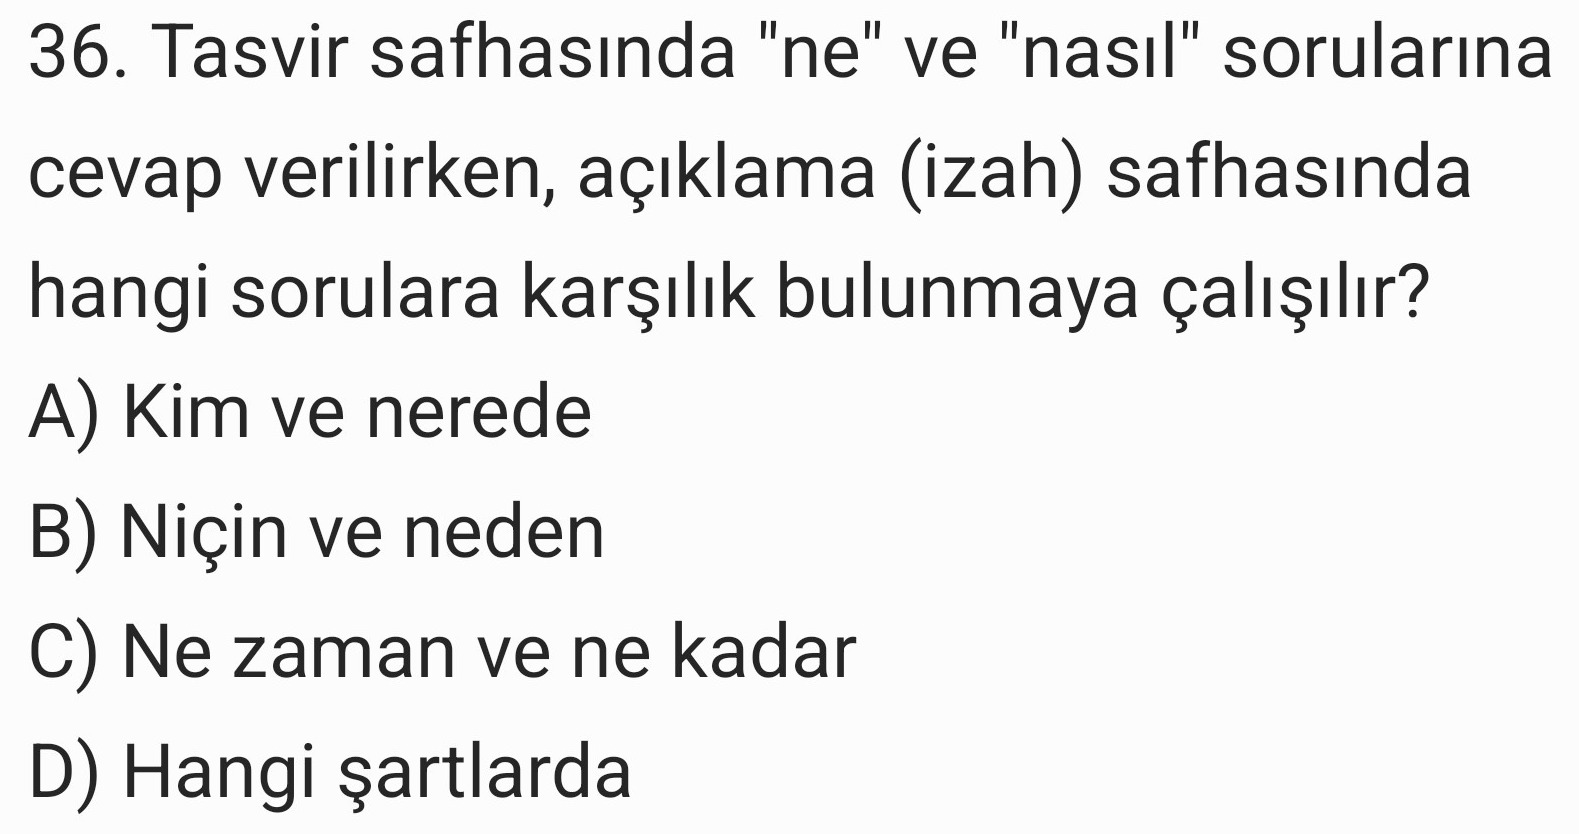 36. Tasvir safhasında "ne" ve "nasıl" sorularına
cevap verilirken, açıklama (izah) safhasında
hangi sorulara karşılık bulunmaya çalışılır?
A) Kim ve nerede
B) Niçin ve neden
C) Ne zaman ve ne kadar
D) Hangi şartlarda